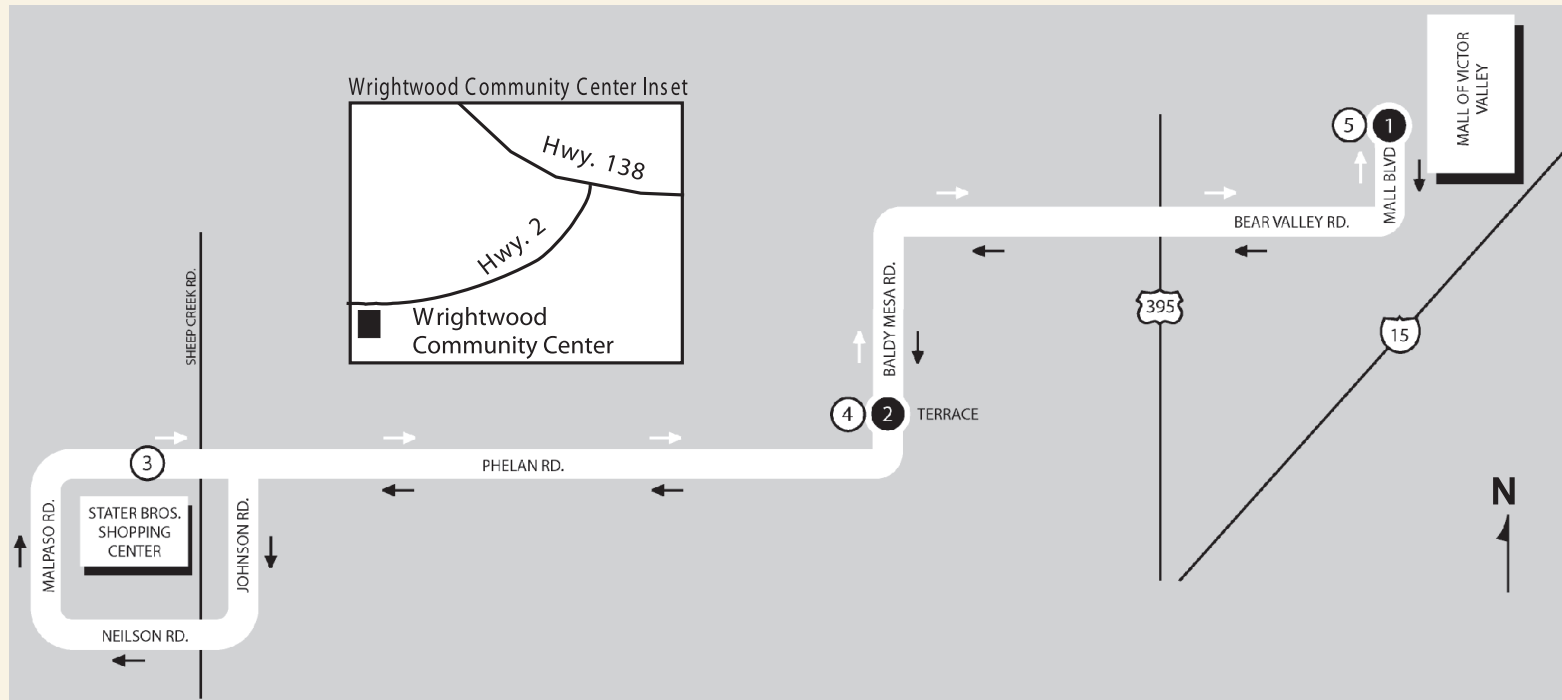 Wrightwood Community Center Inset
Hwy. 138
Hwy. 2
Wrightwood
Community Center
MALL OF VICTOR
VALLEY
5
1
MALL BLVD
BEAR VALLEY RD.
395
15
BALDY MESA RD.
4
2
TERRACE
SHEEP CREEK RD.
3
PHELAN RD.
STATER BROS.
SHOPPING
CENTER
MALPASO RD.
JOHNSON RD.
NEILSON RD.
N